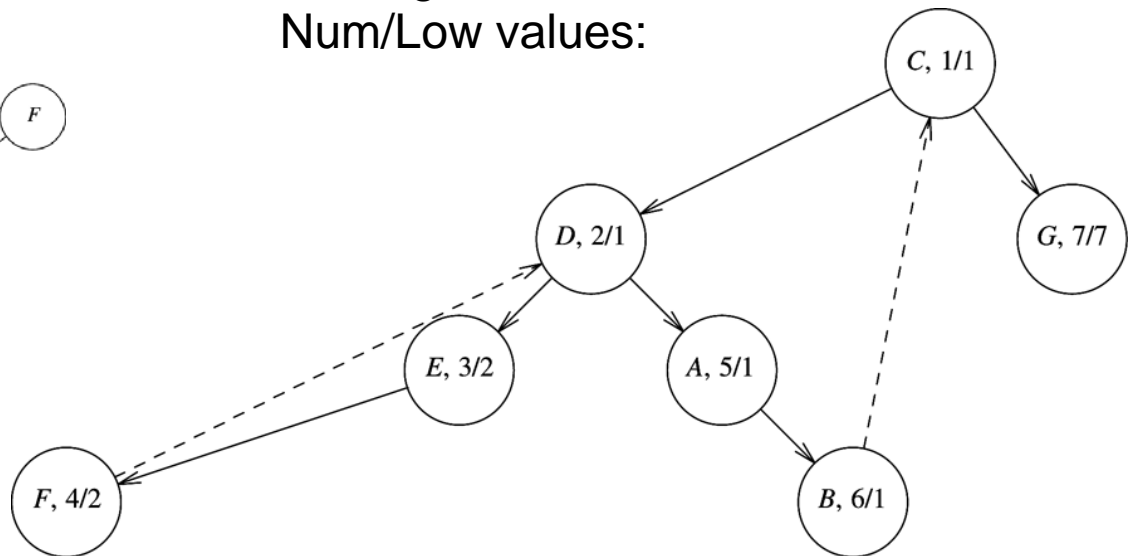 Num/Low values:
C, 1/1
F
D, 2/1
G, 7/7
E, 3/2
A, 5/1
F, 4/2
B, 6/1